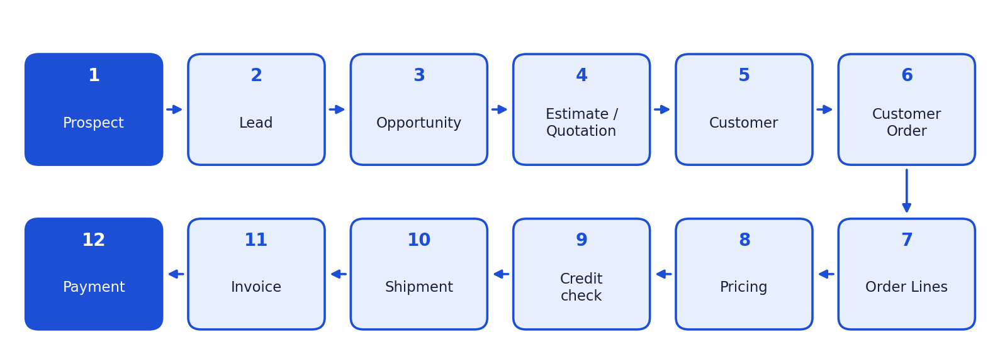 1
Prospect
2
Lead
3
Opportunity
4
Estimate /
Quotation
5
Customer
6
Customer
Order
7
Order Lines
8
Pricing
9
Credit
check
10
Shipment
11
Invoice
12
Payment